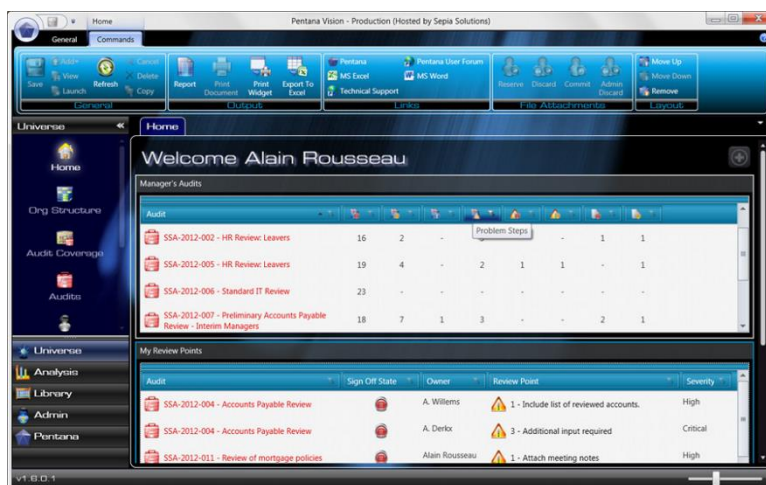 Home
Pentana Vision - Production (Hosted by Sepia Solutions)
General Commands
Save
Add+
View
Launch
Refresh
Cancel
Delete
Copy
General
Report
Print Document
Print Widget
Export To Excel
Output
Pentana
MS Excel
Technical Support
Pentana User Forum
MS Word
Links
Reserve
Discard
Commit
Admin Discard
File Attachments
Move Up
Move Down
Remove
Layout
Universe «
Home
Home
Org Structure
Audit Coverage
Audits
Universe
Analysis
Library
Admin
Pentana
Welcome Alain Rousseau
Manager's Audits
Audit
Problem Steps
SSA-2012-002 - HR Review: Leavers 16 2 - - - 1 1
SSA-2012-005 - HR Review: Leavers 19 4 - 2 1 1 - 1
SSA-2012-006 - Standard IT Review 23 - - - - - - -
SSA-2012-007 - Preliminary Accounts Payable 18 7 1 3 - - 2 1
Review - Interim Managers
My Review Points
Audit Sign Off State Owner Review Point Severity
SSA-2012-004 - Accounts Payable Review A. Willems 1 - Include list of reviewed accounts. High
SSA-2012-004 - Accounts Payable Review A. Derkx 3 - Additional input required Critical
SSA-2012-011 - Review of mortgage policies Alain Rousseau 1 - Attach meeting notes High
v1.6.0.1